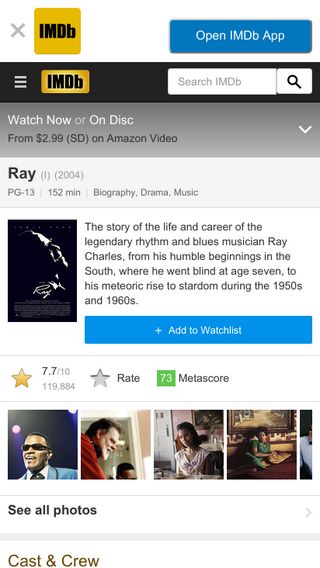 IMDb
Open IMDb App
IMDb
Search IMDb
Watch Now or On Disc
From $2.99 (SD) on Amazon Video
Ray (I) (2004)
PG-13 | 152 min | Biography, Drama, Music
The story of the life and career of the
legendary rhythm and blues musician Ray
Charles, from his humble beginnings in the
South, where he went blind at age seven, to
his meteoric rise to stardom during the 1950s
and 1960s.
Ray
+ Add to Watchlist
7.7/10
119,884
Rate
73 Metascore
See all photos
Cast & Crew